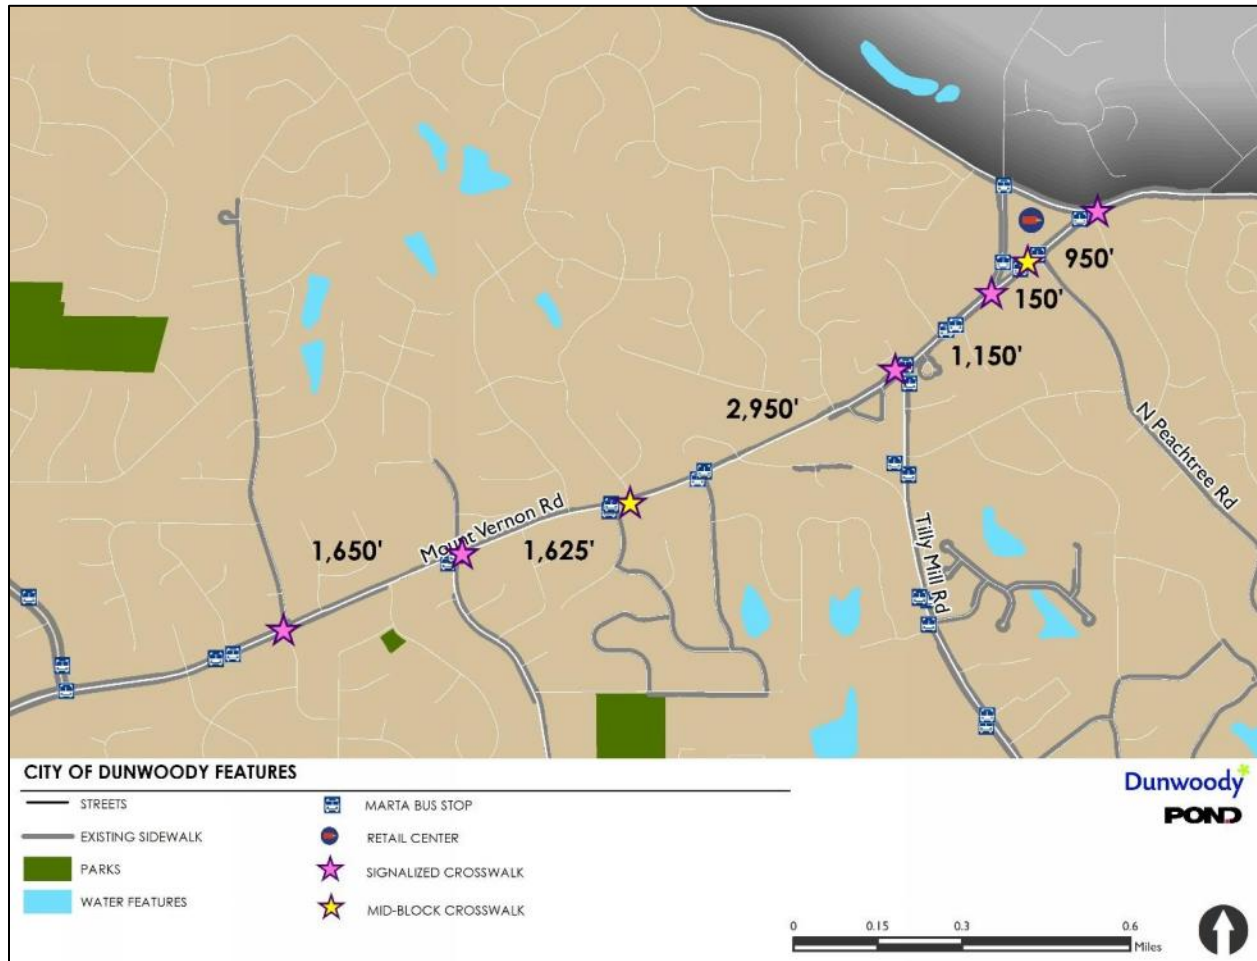 950'
150'
1,150'
2,950'
N Peachtree Rd
Mount Vernon Rd
1,650'
1,625'
Tilly Mill Rd
CITY OF DUNWOODY FEATURES
STREETS
EXISTING SIDEWALK
PARKS
WATER FEATURES
MARTA BUS STOP
RETAIL CENTER
SIGNALIZED CROSSWALK
MID-BLOCK CROSSWALK
Dunwoody
POND
0 0.15 0.3 0.6
Miles